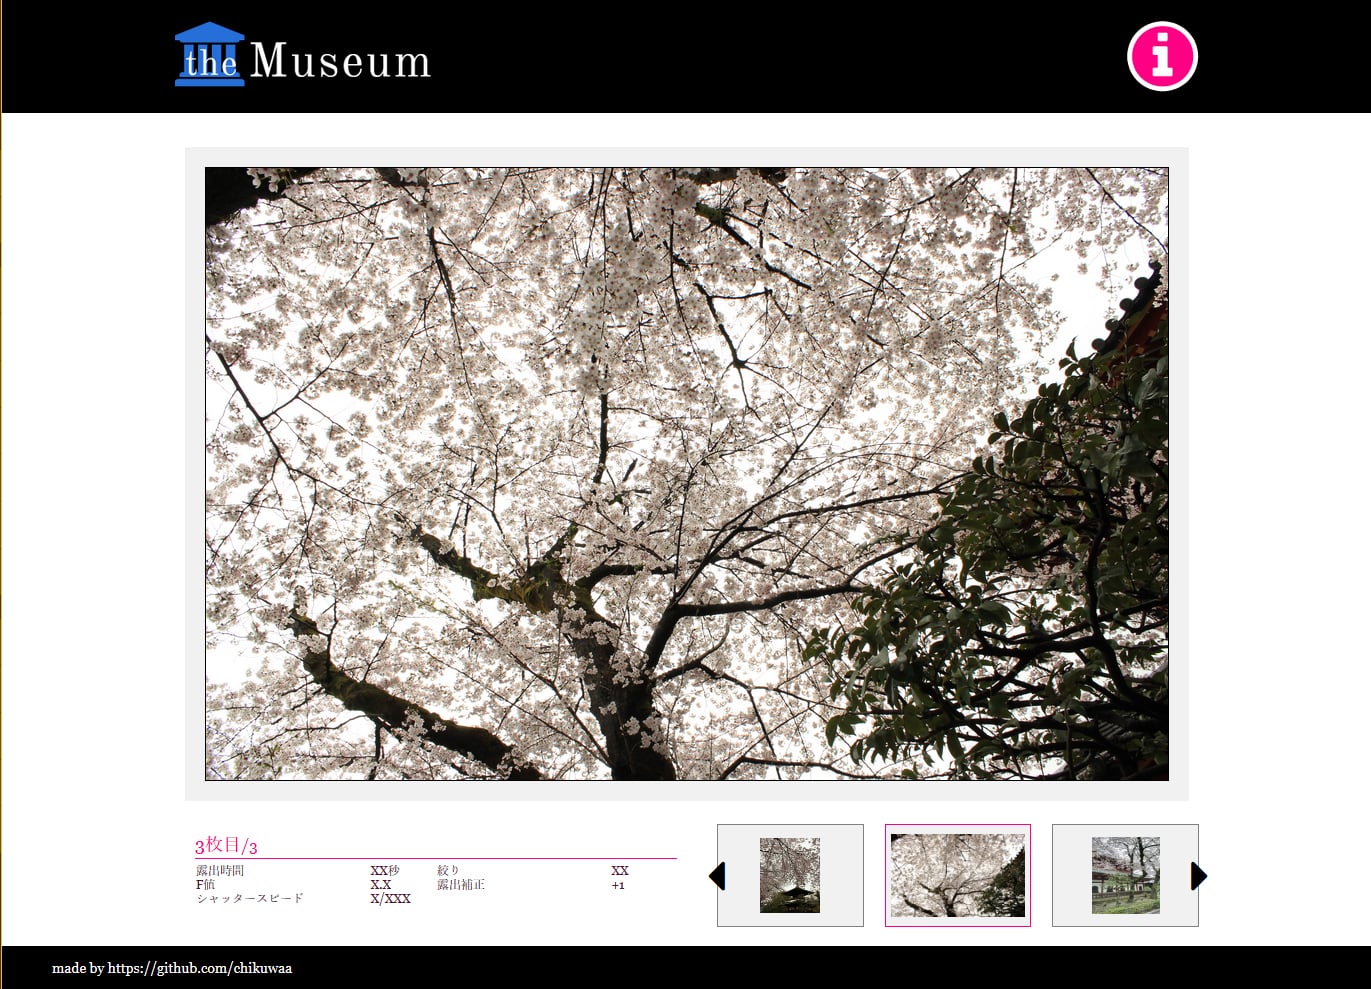 the Museum
i
3枚目/3
露出時間 XX秒 絞り XX
F値 X.X 露出補正 +1
シャッタースピード X/XXX
made by https://github.com/chikuwaa